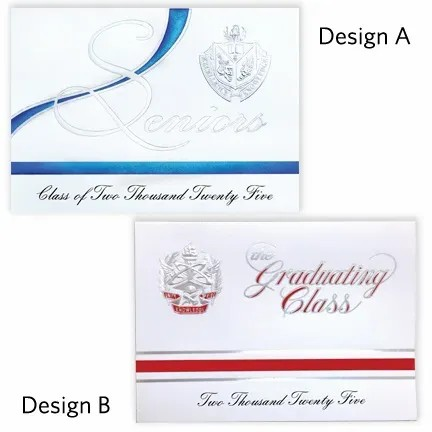 Design A
Seniors
Class of Two Thousand Twenty Five
the
Graduating
Class
Two Thousand Twenty Five
Design B